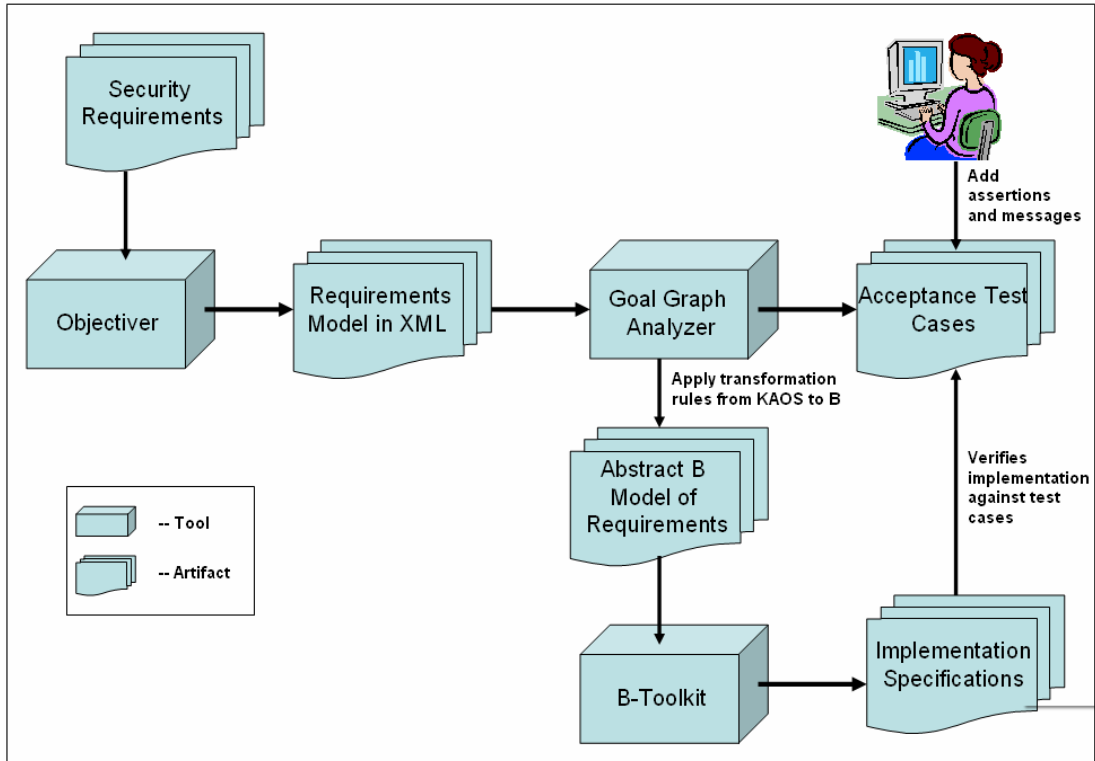 Security
Requirements
Add
assertions
and messages
Objectiver
Requirements
Model in XML
Goal Graph
Analyzer
Acceptance Test
Cases
Apply transformation
rules from KAOS to B
Abstract B
Model of
Requirements
Verifies
implementation
against test
cases
-- Tool
-- Artifact
B-Toolkit
Implementation
Specifications